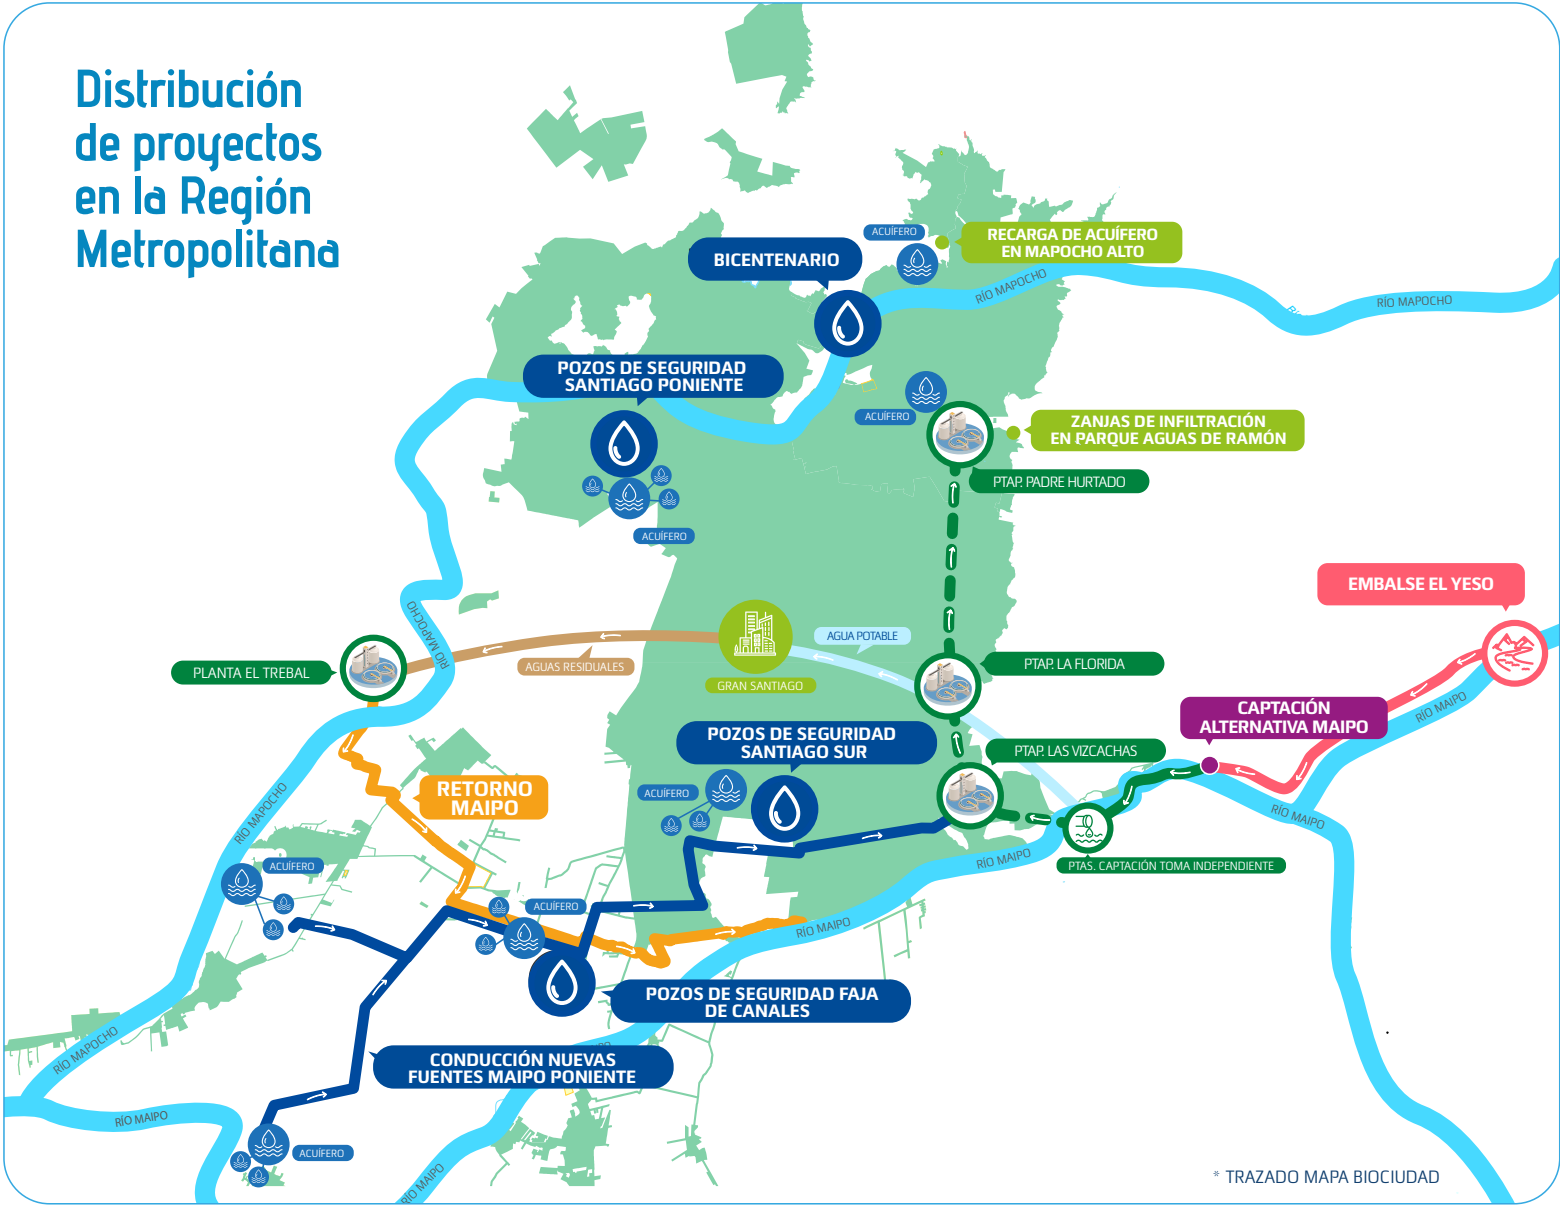 Distribución
de proyectos
en la Región
Metropolitana
ACUÍFERO
RECARGA DE ACUÍFERO
EN MAPOCHO ALTO
BICENTENARIO
RÍO MAPOCHO
RÍO MAPOCHO
POZOS DE SEGURIDAD
SANTIAGO PONIENTE
ACUÍFERO
ZANJAS DE INFILTRACIÓN
EN PARQUE AGUAS DE RAMÓN
PTAP. PADRE HURTADO
ACUÍFERO
EMBALSE EL YESO
RÍO MAPOCHO
AGUA POTABLE
AGUAS RESIDUALES
PLANTA EL TREBAL
GRAN SANTIAGO
PTAP. LA FLORIDA
RÍO MAIPO
CAPTACIÓN
ALTERNATIVA MAIPO
POZOS DE SEGURIDAD
SANTIAGO SUR
PTAP. LAS VIZCACHAS
RETORNO
MAIPO
ACUÍFERO
RÍO MAPOCHO
RÍO MAIPO
RÍO MAIPO
PTAS. CAPTACIÓN TOMA INDEPENDIENTE
ACUÍFERO
ACUÍFERO
RÍO MAIPO
POZOS DE SEGURIDAD FAJA
DE CANALES
RÍO MAPOCHO
CONDUCCIÓN NUEVAS
FUENTES MAIPO PONIENTE
RÍO MAIPO
ACUÍFERO
RÍO MAIPO
* TRAZADO MAPA BIOCIUDAD